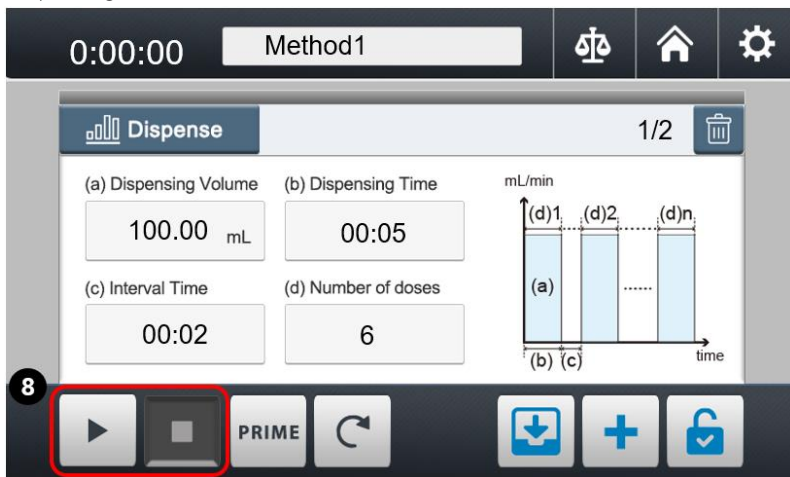 0:00:00 Method1
Dispense 1/2
(a) Dispensing Volume (b) Dispensing Time
100.00 mL 00:05
(c) Interval Time (d) Number of doses
00:02 6
mL/min
(d)1 (d)2 (d)n
(a)
(b) (c)
time
8
PRIME